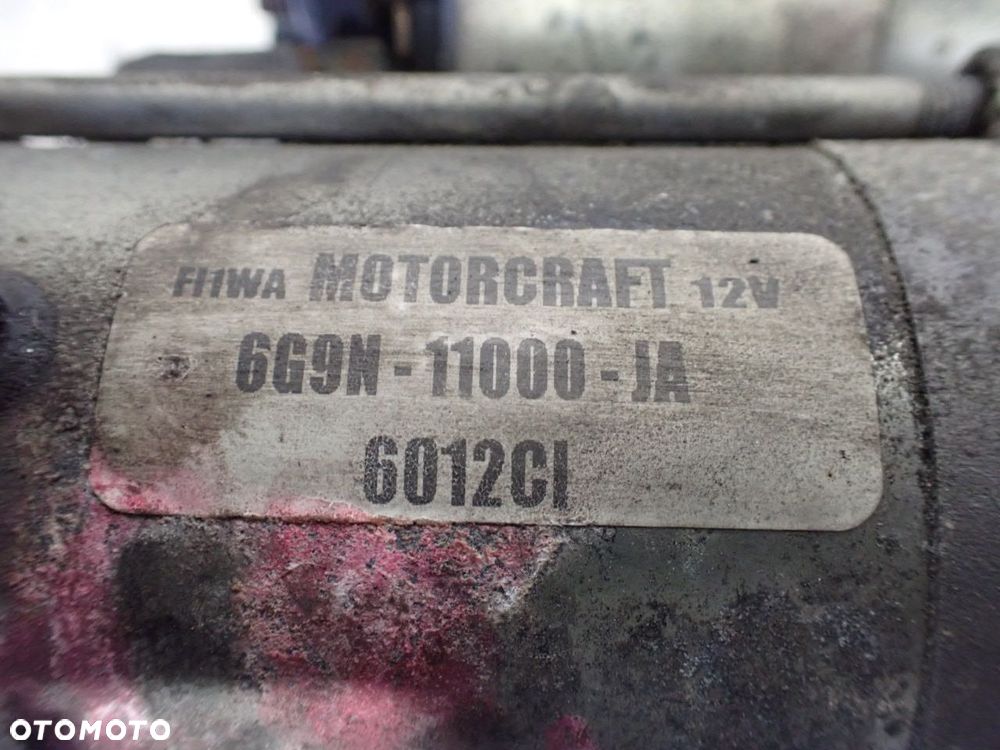 FI1WA MOTORCRAFT 12V
6G9N - 11000 - JA
6012CI
OTOMOTO